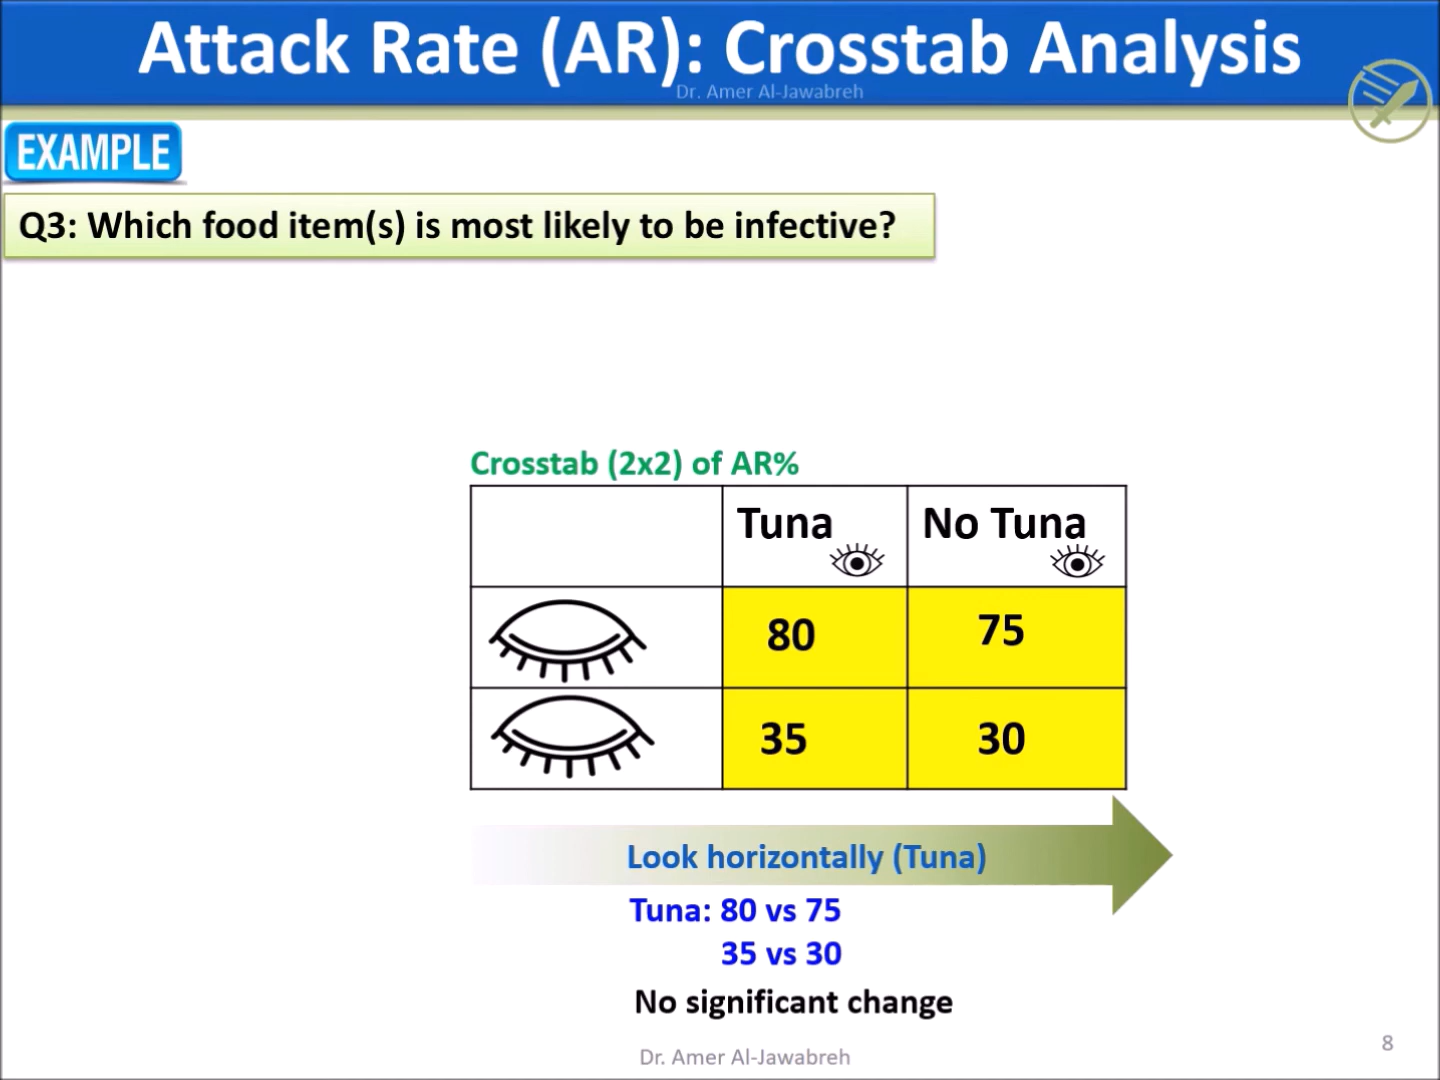 Attack Rate (AR): Crosstab Analysis
Dr. Amer Al-Jawabreh
EXAMPLE
Q3: Which food item(s) is most likely to be infective?
Crosstab (2x2) of AR%
Tuna No Tuna
80 75
35 30
Look horizontally (Tuna)
Tuna: 80 vs 75
35 vs 30
No significant change
Dr. Amer Al-Jawabreh
8